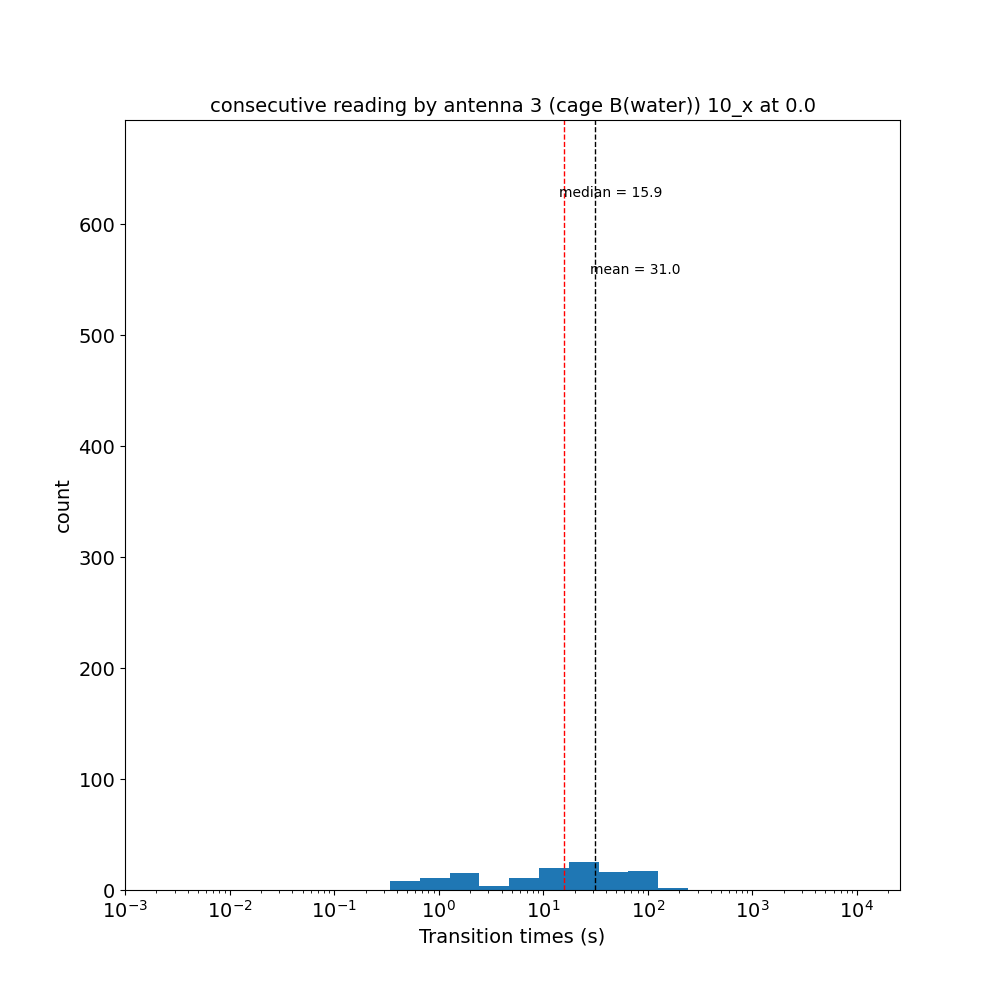 consecutive reading by antenna 3 (cage B(water)) 10_x at 0.0
median = 15.9
mean = 31.0
600
500
400
300
200
100
0
count
10⁻³ 10⁻² 10⁻¹ 10⁰ 10¹ 10² 10³ 10⁴
Transition times (s)